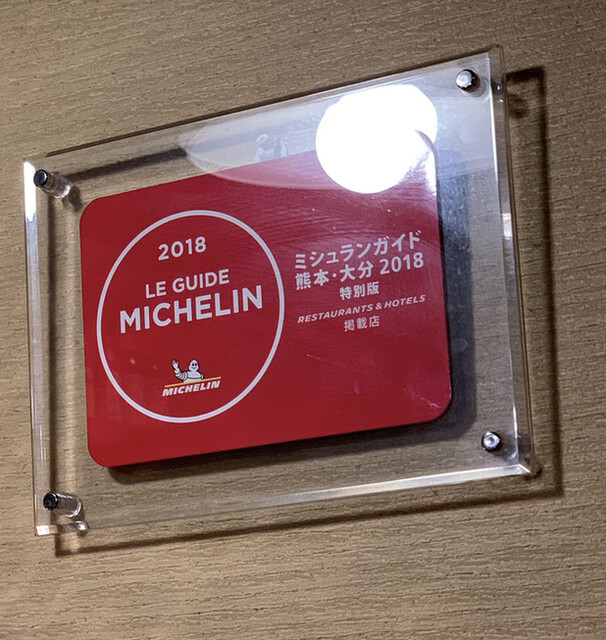 2018
LE GUIDE
MICHELIN
MICHELIN
ミシュランガイド
熊本・大分 2018
特別版
RESTAURANTS & HOTELS
掲載店